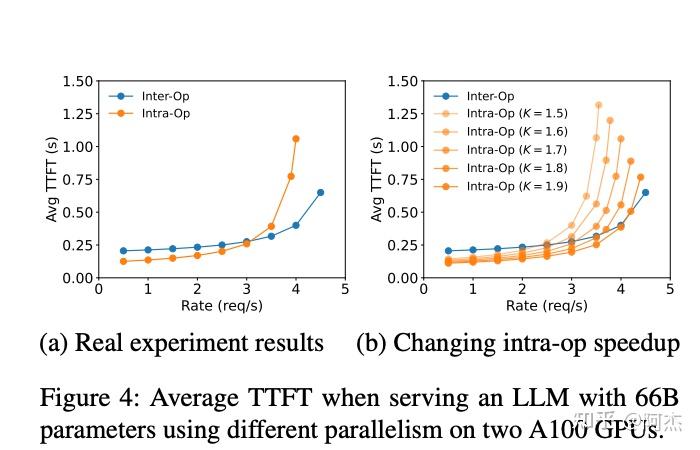 1.50
1.25
1.00
0.75
0.50
0.25
0.00
Avg TTFT (s)
Inter-Op
Intra-Op
0 1 2 3 4 5
Rate (req/s)
(a) Real experiment results
1.50
1.25
1.00
0.75
0.50
0.25
0.00
Avg TTFT (s)
Inter-Op
Intra-Op (K = 1.5)
Intra-Op (K = 1.6)
Intra-Op (K = 1.7)
Intra-Op (K = 1.8)
Intra-Op (K = 1.9)
0 1 2 3 4 5
Rate (req/s)
(b) Changing intra-op speedup
Figure 4: Average TTFT when serving an LLM with 66B
parameters using different parallelism on two A100 GPUs.
知乎 @阿杰